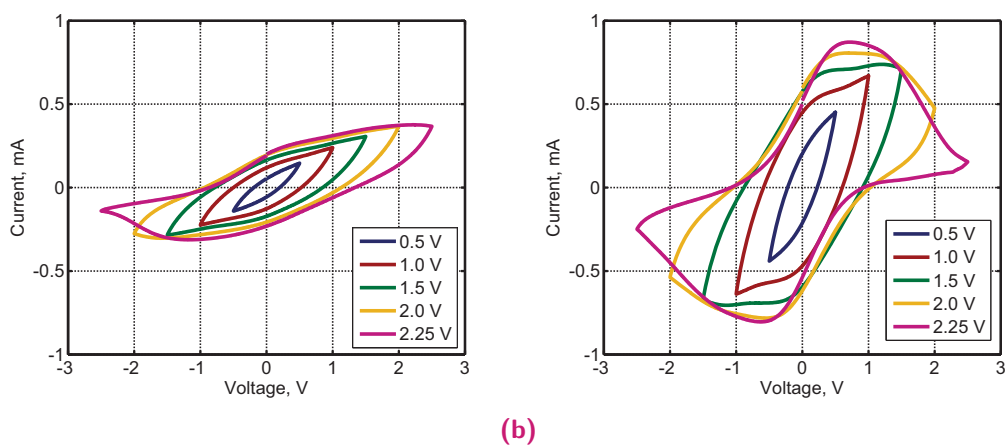 1
0.5
0
-0.5
-1
Current, mA
-3 -2 -1 0 1 2 3
Voltage, V
0.5 V
1.0 V
1.5 V
2.0 V
2.25 V
1
0.5
0
-0.5
-1
Current, mA
-3 -2 -1 0 1 2 3
Voltage, V
0.5 V
1.0 V
1.5 V
2.0 V
2.25 V
(b)